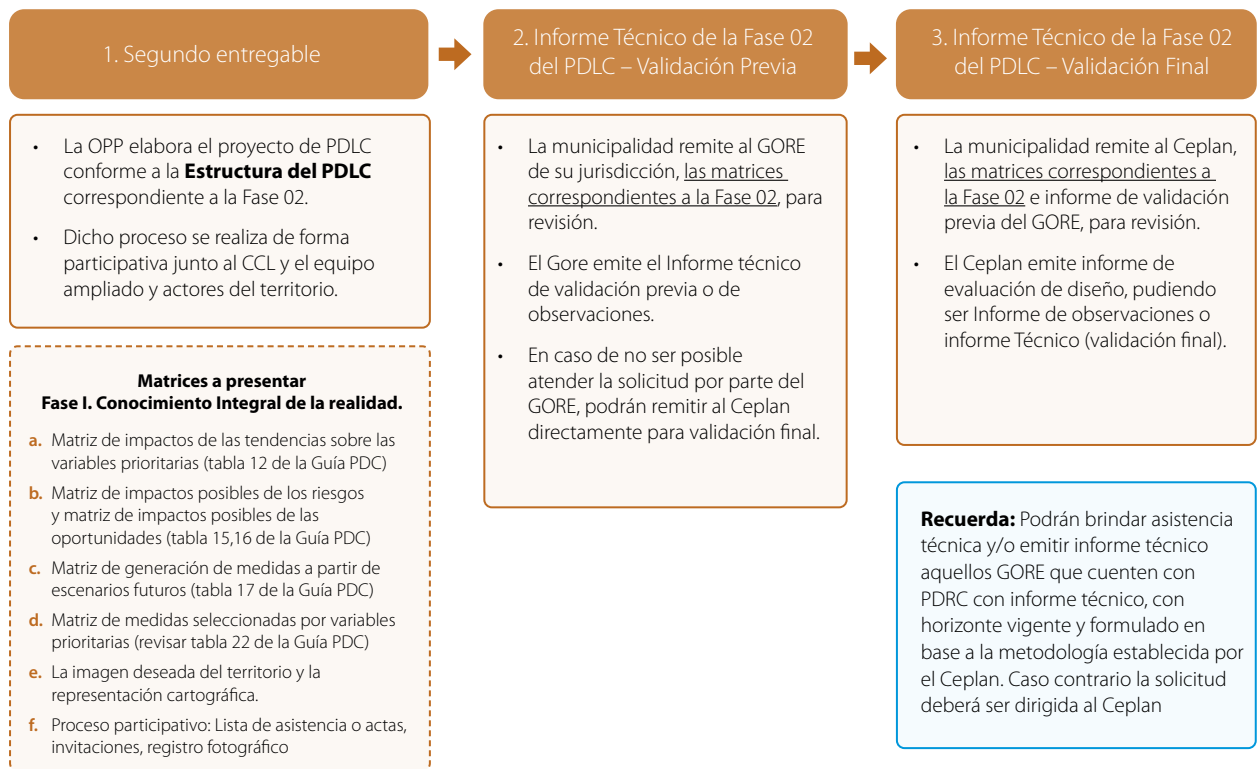 1. Segundo entregable
• La OPP elabora el proyecto de PDLC
conforme a la Estructura del PDLC
correspondiente a la Fase 02.
• Dicho proceso se realiza de forma
participativa junto al CCL y el equipo
ampliado y actores del territorio.
Matrices a presentar
Fase I. Conocimiento Integral de la realidad.
a. Matriz de impactos de las tendencias sobre las
variables prioritarias (tabla 12 de la Guía PDC)
b. Matriz de impactos posibles de los riesgos
y matriz de impactos posibles de las
oportunidades (tabla 15,16 de la Guía PDC)
c. Matriz de generación de medidas a partir de
escenarios futuros (tabla 17 de la Guía PDC)
d. Matriz de medidas seleccionadas por variables
prioritarias (revisar tabla 22 de la Guía PDC)
e. La imagen deseada del territorio y la
representación cartográfica.
f. Proceso participativo: Lista de asistencia o actas,
invitaciones, registro fotográfico
2. Informe Técnico de la Fase 02
del PDLC – Validación Previa
• La municipalidad remite al GORE
de su jurisdicción, las matrices
correspondientes a la Fase 02, para
revisión.
• El Gore emite el Informe técnico
de validación previa o de
observaciones.
• En caso de no ser posible
atender la solicitud por parte del
GORE, podrán remitir al Ceplan
directamente para validación final.
3. Informe Técnico de la Fase 02
del PDLC – Validación Final
• La municipalidad remite al Ceplan,
las matrices correspondientes a
la Fase 02 e informe de validación
previa del GORE, para revisión.
• El Ceplan emite informe de
evaluación de diseño, pudiendo
ser Informe de observaciones o
informe Técnico (validación final).
Recuerda: Podrán brindar asistencia
técnica y/o emitir informe técnico
aquellos GORE que cuenten con
PDRC con informe técnico, con
horizonte vigente y formulado en
base a la metodología establecida por
el Ceplan. Caso contrario la solicitud
deberá ser dirigida al Ceplan